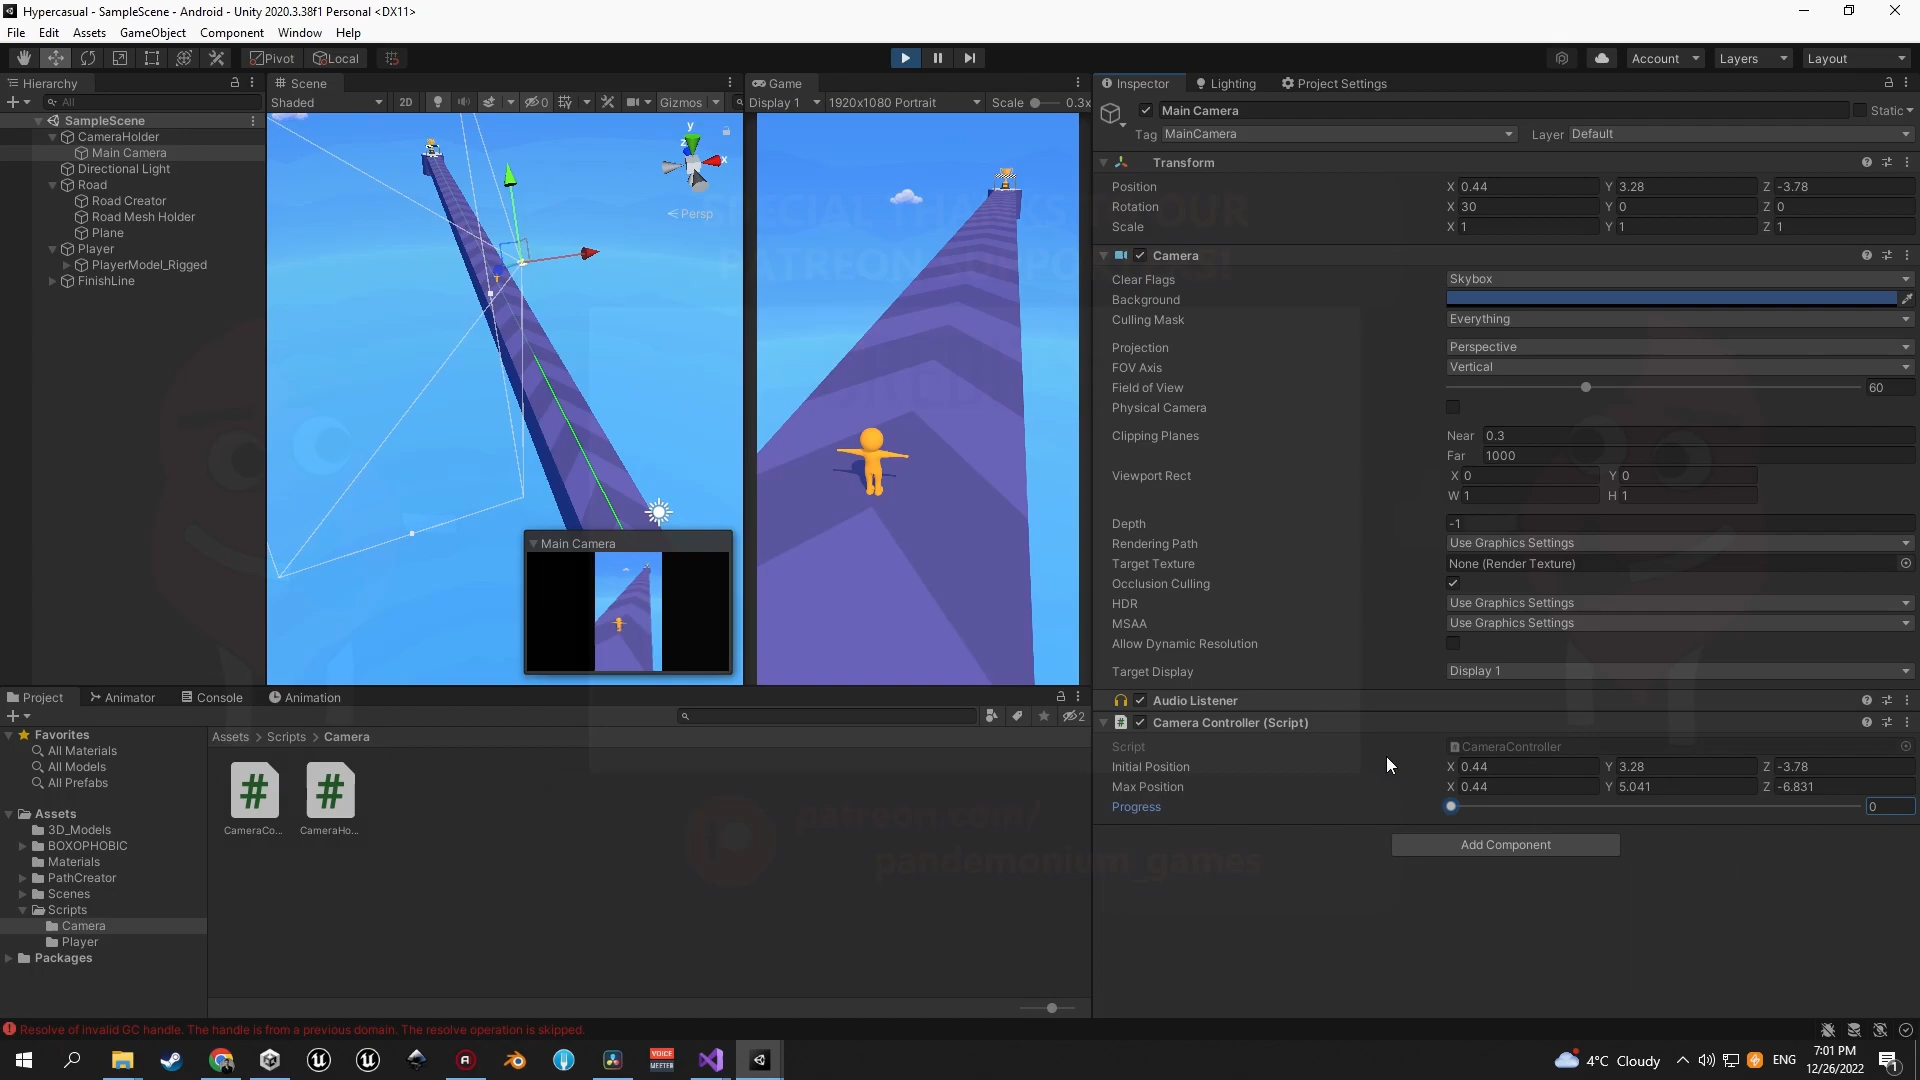 Hypercasual - SampleScene - Android - Unity 2020.3.38f1 Personal <DX11>
File Edit Assets GameObject Component Window Help
Pivot Local Account Layers Layout
Hierarchy
All
SampleScene
CameraHolder
Main Camera
Directional Light
Road
Road Creator
Road Mesh Holder
Plane
Player
PlayerModel_Rigged
FinishLine
Scene
Shaded 2D 0 Gizmos
y
z
x
Persp
Main Camera
Game
Display 1 1920x1080 Portrait Scale 0.3x
Inspector Lighting Project Settings
Main Camera Static
Tag MainCamera Layer Default
Transform
Position X 0.44 Y 3.28 Z -3.78
Rotation X 30 Y 0 Z 0
Scale X 1 Y 1 Z 1
Camera
Clear Flags Skybox
Background
Culling Mask Everything
Projection Perspective
FOV Axis Vertical
Field of View 60
Physical Camera
Clipping Planes Near 0.3
Far 1000
Viewport Rect X 0 Y 0
W 1 H 1
Depth -1
Rendering Path Use Graphics Settings
Target Texture None (Render Texture)
Occlusion Culling
HDR Use Graphics Settings
MSAA Use Graphics Settings
Allow Dynamic Resolution
Target Display Display 1
Audio Listener
Camera Controller (Script)
Script CameraController
Initial Position X 0.44 Y 3.28 Z -3.78
Max Position X 0.44 Y 5.041 Z -6.831
Progress 0
Add Component
Project Animator Console Animation
2
Favorites
All Materials
All Models
All Prefabs
Assets
3D_Models
BOXOPHOBIC
Materials
PathCreator
Scenes
Scripts
Camera
Player
Packages
Assets > Scripts > Camera
CameraCo...
CameraHo...
patreon.com/
pandemonium_games
Resolve of invalid GC handle. The handle is from a previous domain. The resolve operation is skipped.
VOICE
MEETER
4°C Cloudy
ENG
7:01 PM
12/26/2022
1